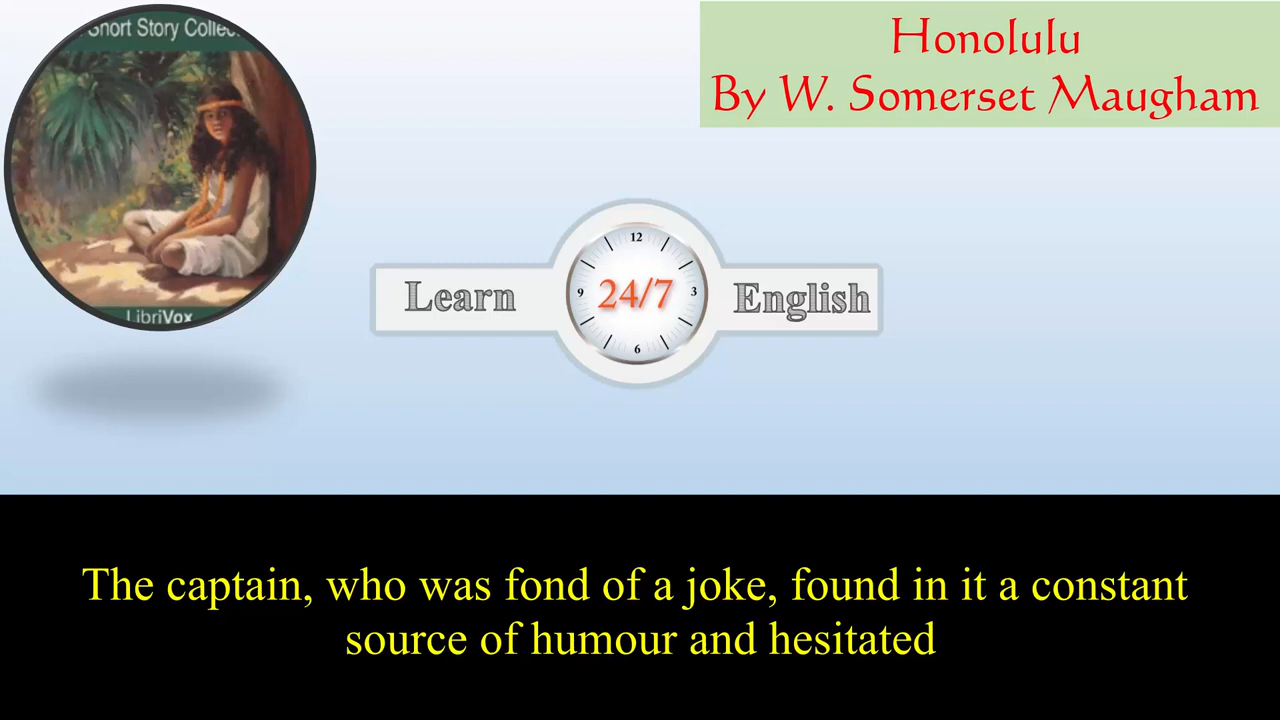 Short Story Collec
Honolulu
By W. Somerset Maugham
LibriVox
12
Learn
9
24/7
3
English
6
The captain, who was fond of a joke, found in it a constant
source of humour and hesitated